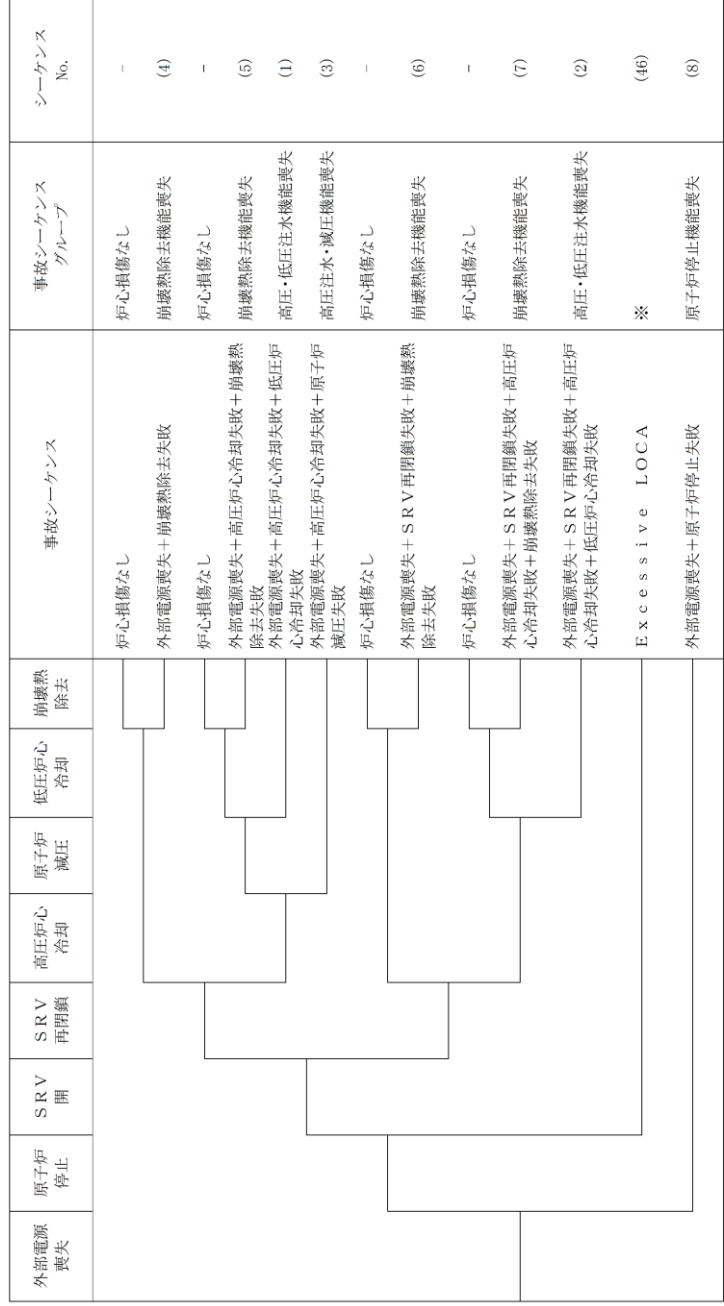 外部電源
喪失
原子炉
停止
ＳＲＶ
開
ＳＲＶ
再閉鎖
高圧炉心
冷却
原子炉
減圧
低圧炉心
冷却
崩壊熱
除去
事故シーケンス
事故シーケンス
グループ
シーケンス
No.
炉心損傷なし
炉心損傷なし
－
外部電源喪失＋崩壊熱除去失敗
崩壊熱除去機能喪失
(4)
炉心損傷なし
炉心損傷なし
－
外部電源喪失＋高圧炉心冷却失敗＋崩壊熱
除去失敗
崩壊熱除去機能喪失
(5)
外部電源喪失＋高圧炉心冷却失敗＋低圧炉
心冷却失敗
高圧・低圧注水機能喪失
(1)
外部電源喪失＋高圧炉心冷却失敗＋原子炉
減圧失敗
高圧注水・減圧機能喪失
(3)
炉心損傷なし
炉心損傷なし
－
外部電源喪失＋ＳＲＶ再閉鎖失敗＋崩壊熱
除去失敗
崩壊熱除去機能喪失
(6)
炉心損傷なし
炉心損傷なし
－
外部電源喪失＋ＳＲＶ再閉鎖失敗＋高圧炉
心冷却失敗＋崩壊熱除去失敗
崩壊熱除去機能喪失
(7)
外部電源喪失＋ＳＲＶ再閉鎖失敗＋高圧炉
心冷却失敗＋低圧炉心冷却失敗
高圧・低圧注水機能喪失
(2)
Ｅｘｃｅｓｓｉｖｅ ＬＯＣＡ
※
(46)
外部電源喪失＋原子炉停止失敗
原子炉停止機能喪失
(8)